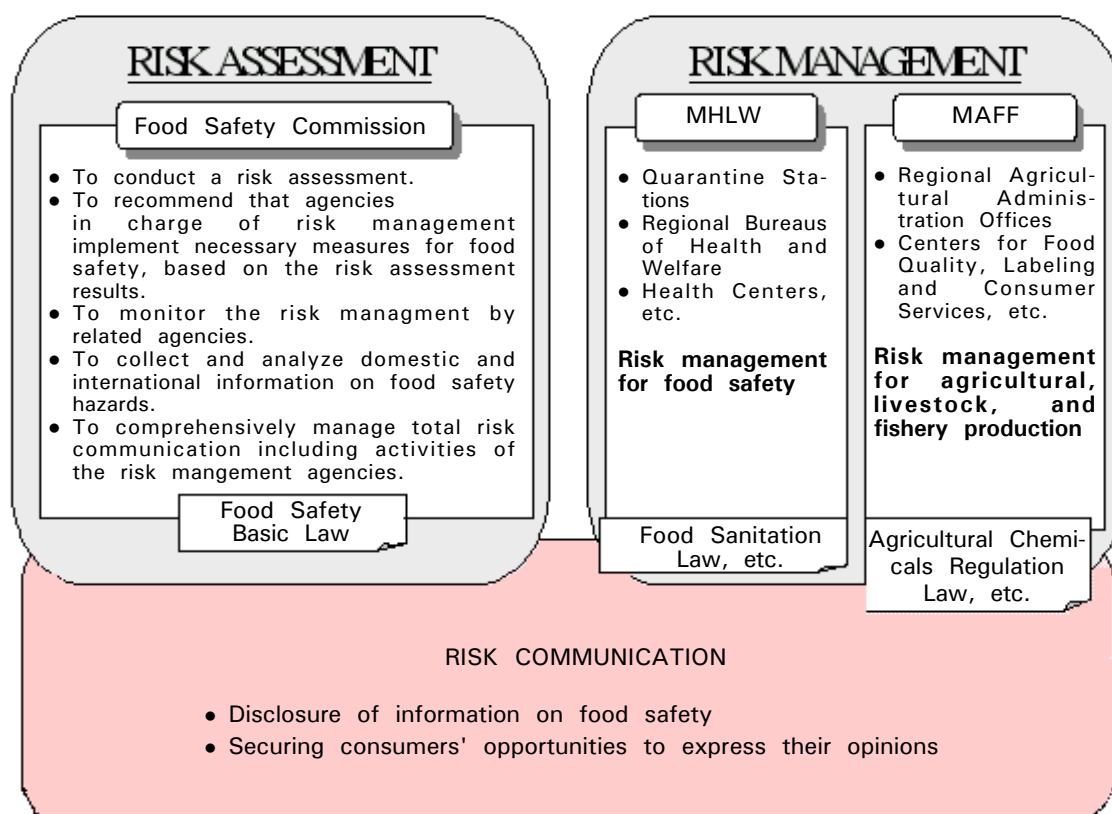 RISK ASSESSMENT
Food Safety Commission
● To conduct a risk assessment.
● To recommend that agencies
in charge of risk management
implement necessary measures for food
safety, based on the risk assessment
results.
● To monitor the risk managment by
related agencies.
● To collect and analyze domestic and
international information on food safety
hazards.
● To comprehensively manage total risk
communication including activities of
the risk mangement agencies.
Food Safety
Basic Law
RISK MANAGEMENT
MHLW
● Quarantine Sta-
tions
● Regional Bureaus
of Health and
Welfare
● Health Centers,
etc.
Risk management
for food safety
Food Sanitation
Law, etc.
MAFF
● Regional Agricul-
tural Adminis-
tration Offices
● Centers for Food
Quality, Labeling
and Consumer
Services, etc.
Risk management
for agricultural,
livestock, and
fishery production
Agricultural Chemi-
cals Regulation
Law, etc.
RISK COMMUNICATION
● Disclosure of information on food safety
● Securing consumers' opportunities to express their opinions